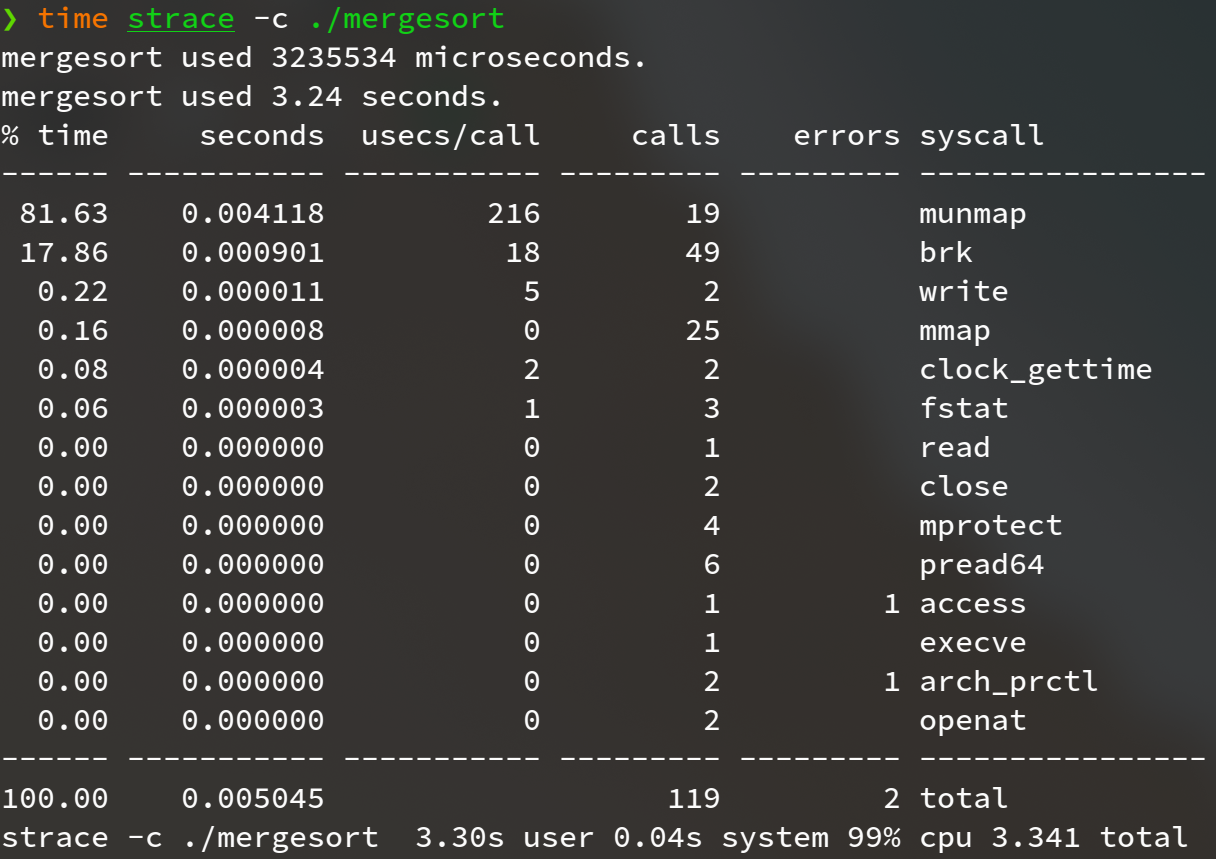 ❯ time strace -c ./mergesort
mergesort used 3235534 microseconds.
mergesort used 3.24 seconds.
% time     seconds  usecs/call     calls    errors syscall
------ ----------- ----------- --------- --------- ----------------
 81.63    0.004118         216        19           munmap
 17.86    0.000901          18        49           brk
  0.22    0.000011           5         2           write
  0.16    0.000008           0        25           mmap
  0.08    0.000004           2         2           clock_gettime
  0.06    0.000003           1         3           fstat
  0.00    0.000000           0         1           read
  0.00    0.000000           0         2           close
  0.00    0.000000           0         4           mprotect
  0.00    0.000000           0         6           pread64
  0.00    0.000000           0         1         1 access
  0.00    0.000000           0         1           execve
  0.00    0.000000           0         2         1 arch_prctl
  0.00    0.000000           0         2           openat
------ ----------- ----------- --------- --------- ----------------
100.00    0.005045                   119         2 total
strace -c ./mergesort  3.30s user 0.04s system 99% cpu 3.341 total